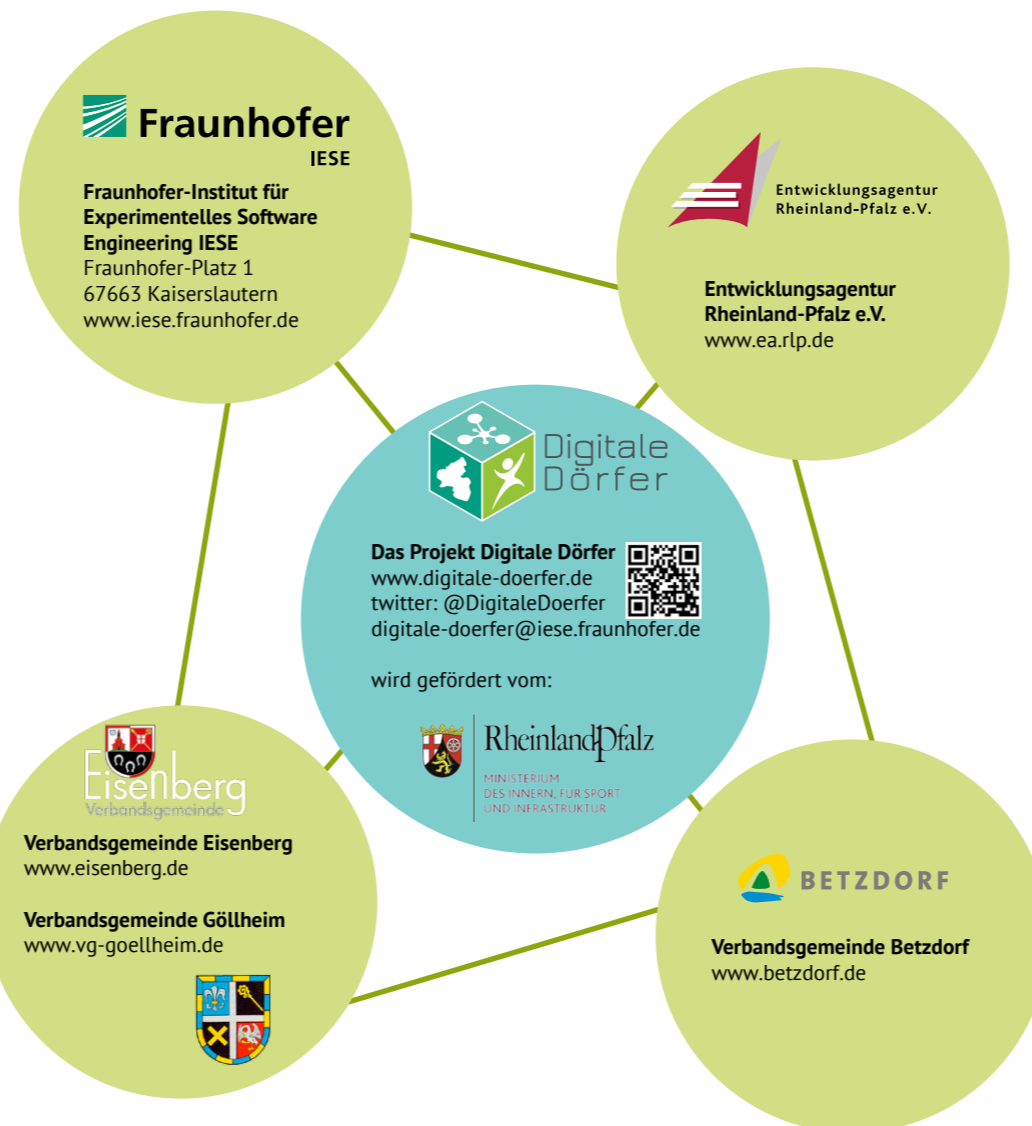 Fraunhofer
IESE
Fraunhofer-Institut für
Experimentelles Software
Engineering IESE
Fraunhofer-Platz 1
67663 Kaiserslautern
www.iese.fraunhofer.de
Entwicklungsagentur
Rheinland-Pfalz e.V.
Entwicklungsagentur
Rheinland-Pfalz e.V.
www.ea.rlp.de
Digitale
Dörfer
Das Projekt Digitale Dörfer
www.digitale-doerfer.de
twitter: @DigitaleDoerfer
digitale-doerfer@iese.fraunhofer.de
wird gefördert vom:
RheinlandPfalz
MINISTERIUM
DES INNERN, FÜR SPORT
UND INFRASTRUKTUR
Eisenberg
Verbandsgemeinde
Verbandsgemeinde Eisenberg
www.eisenberg.de
Verbandsgemeinde Göllheim
www.vg-goellheim.de
BETZDORF
Verbandsgemeinde Betzdorf
www.betzdorf.de